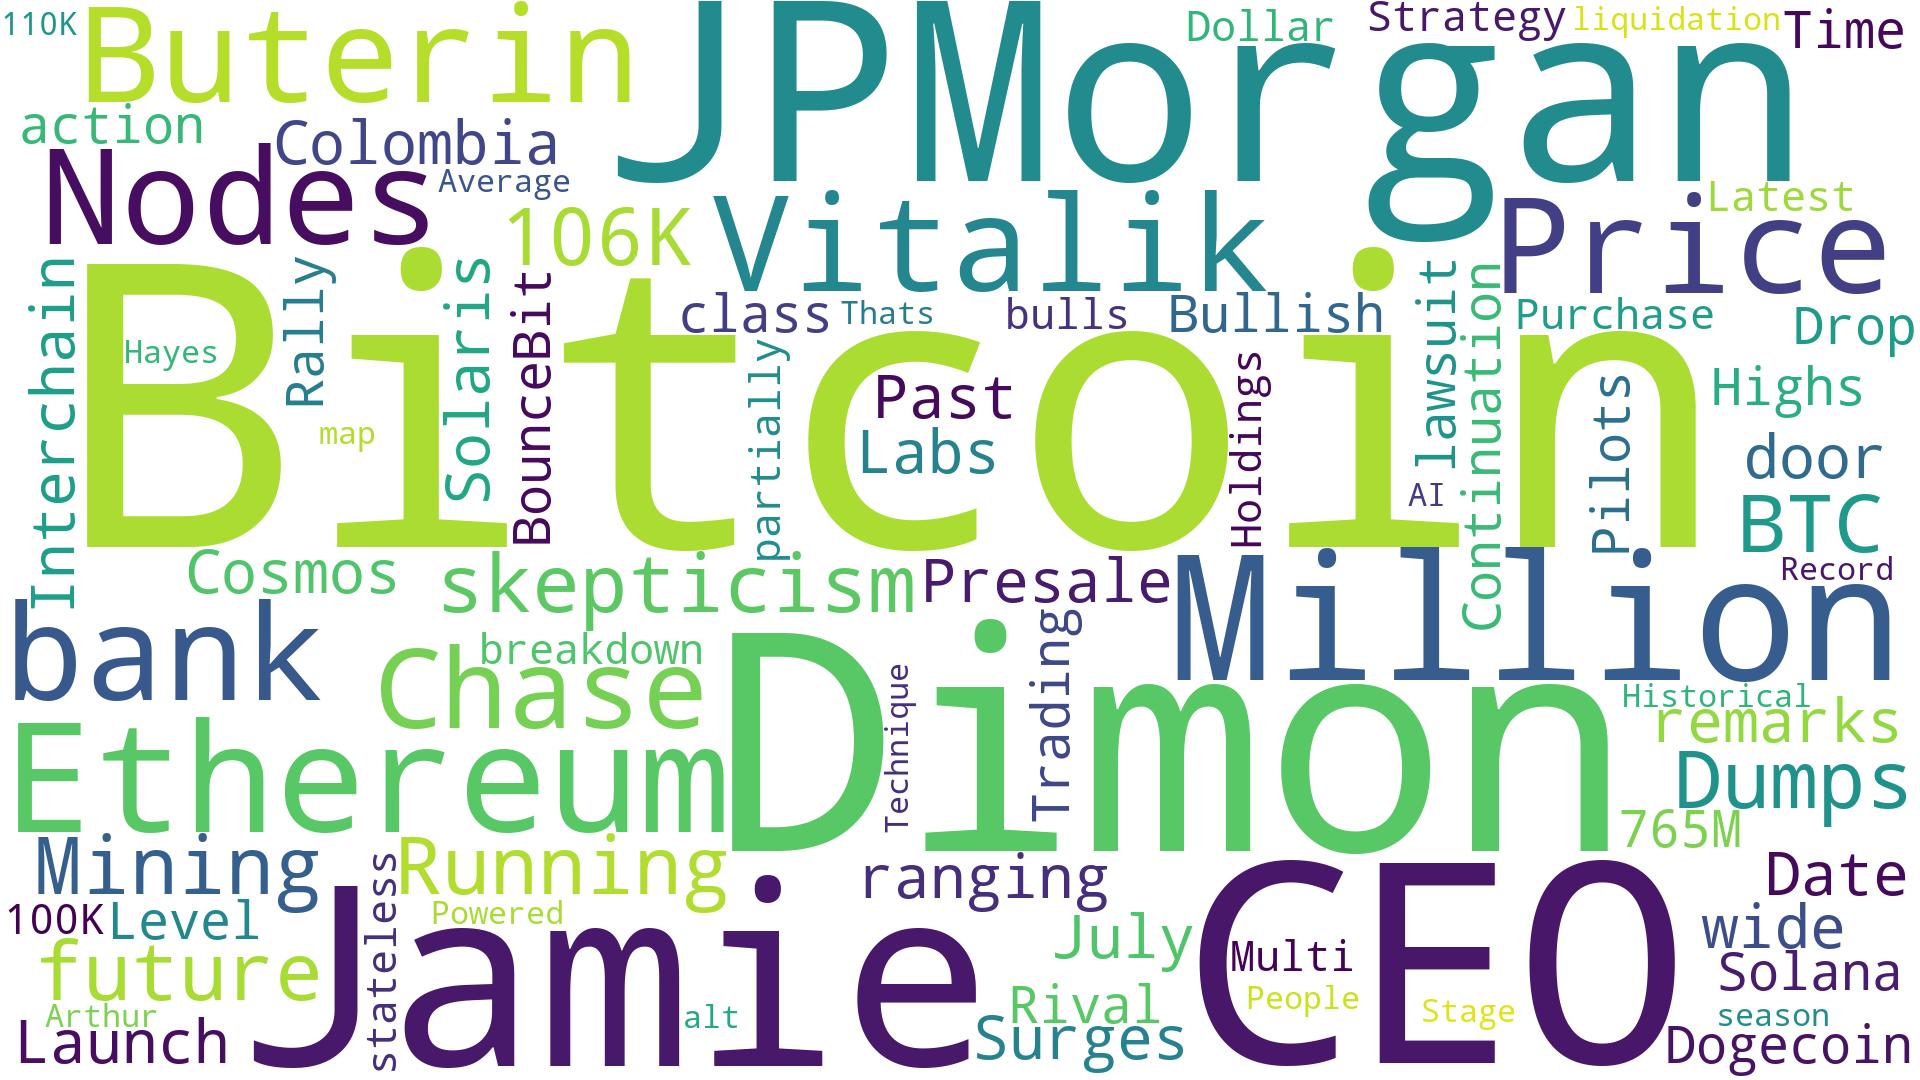 110K
Buterin
JPMorgan
Dollar
Strategy
liquidation
Time
action
Colombia
Nodes
Average
106K
Vitalik
Price
Latest
Interchain
Rally
Solaris
BounceBit
class
Thats
bulls
Bullish
lawsuit
Continuation
Purchase
Drop
Bitcoin
Hayes
map
partially
Past
Labs
Holdings
AI
Pilots
Highs
door
BTC
Cosmos
skepticism
Presale
Million
Record
bank
Chase
breakdown
Dimon
Technique
Trading
Historical
remarks
Ethereum
Dumps
765M
Mining
stateless
Running
ranging
Date
100K
Level
Powered
Jamie
CEO
July
Multi
wide
future
Solana
Arthur
Launch
alt
Rival
People
Stage
season
Surges
Dogecoin